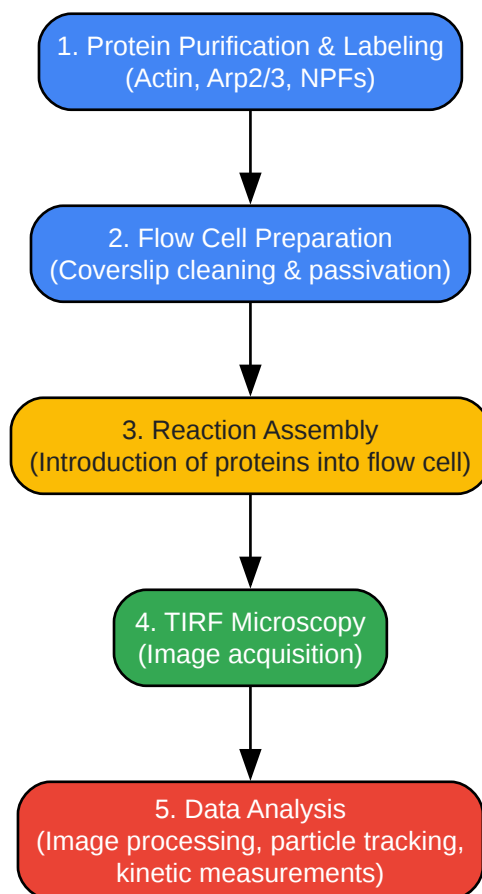 1. Protein Purification & Labeling
(Actin, Arp2/3, NPFs)
2. Flow Cell Preparation
(Coverslip cleaning & passivation)
3. Reaction Assembly
(Introduction of proteins into flow cell)
4. TIRF Microscopy
(Image acquisition)
5. Data Analysis
(Image processing, particle tracking,
kinetic measurements)